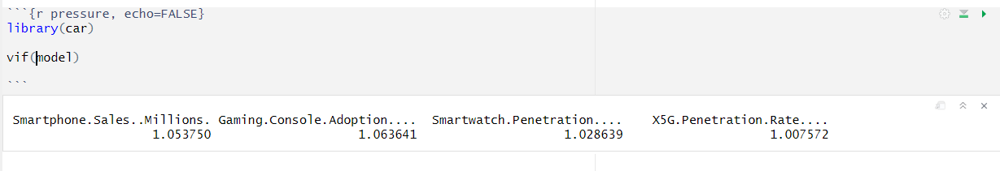 ```{r pressure, echo=FALSE}
library(car)
vif(model)
```
Smartphone.Sales..Millions. Gaming.Console.Adoption.... Smartwatch.Penetration.... X5G.Penetration.Rate....
1.053750 1.063641 1.028639 1.007572